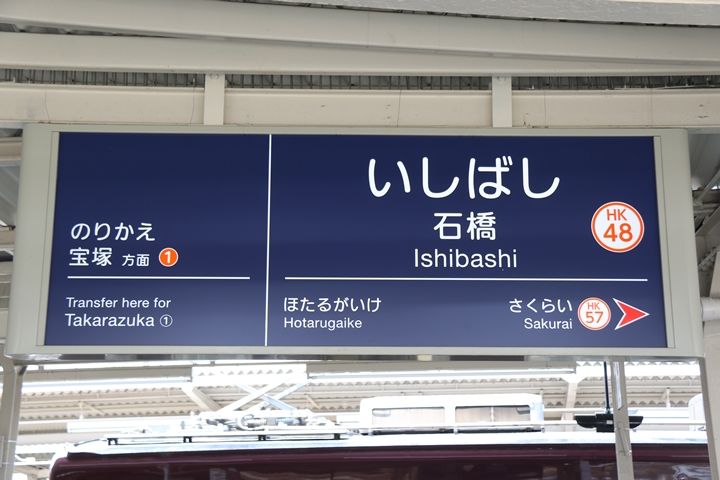 のりかえ
宝塚 方面 1
Transfer here for
Takarazuka ①
いしばし
石橋
Ishibashi
HK
48
ほたるがいけ
Hotarugaike
さくらい
Sakurai
HK
57